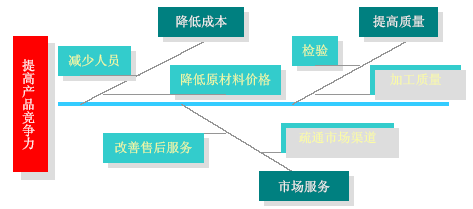 降低成本
提高质量
减少人员
检验
提高产品竞争力
降低原材料价格
加工质量
改善售后服务
疏通市场渠道
市场服务